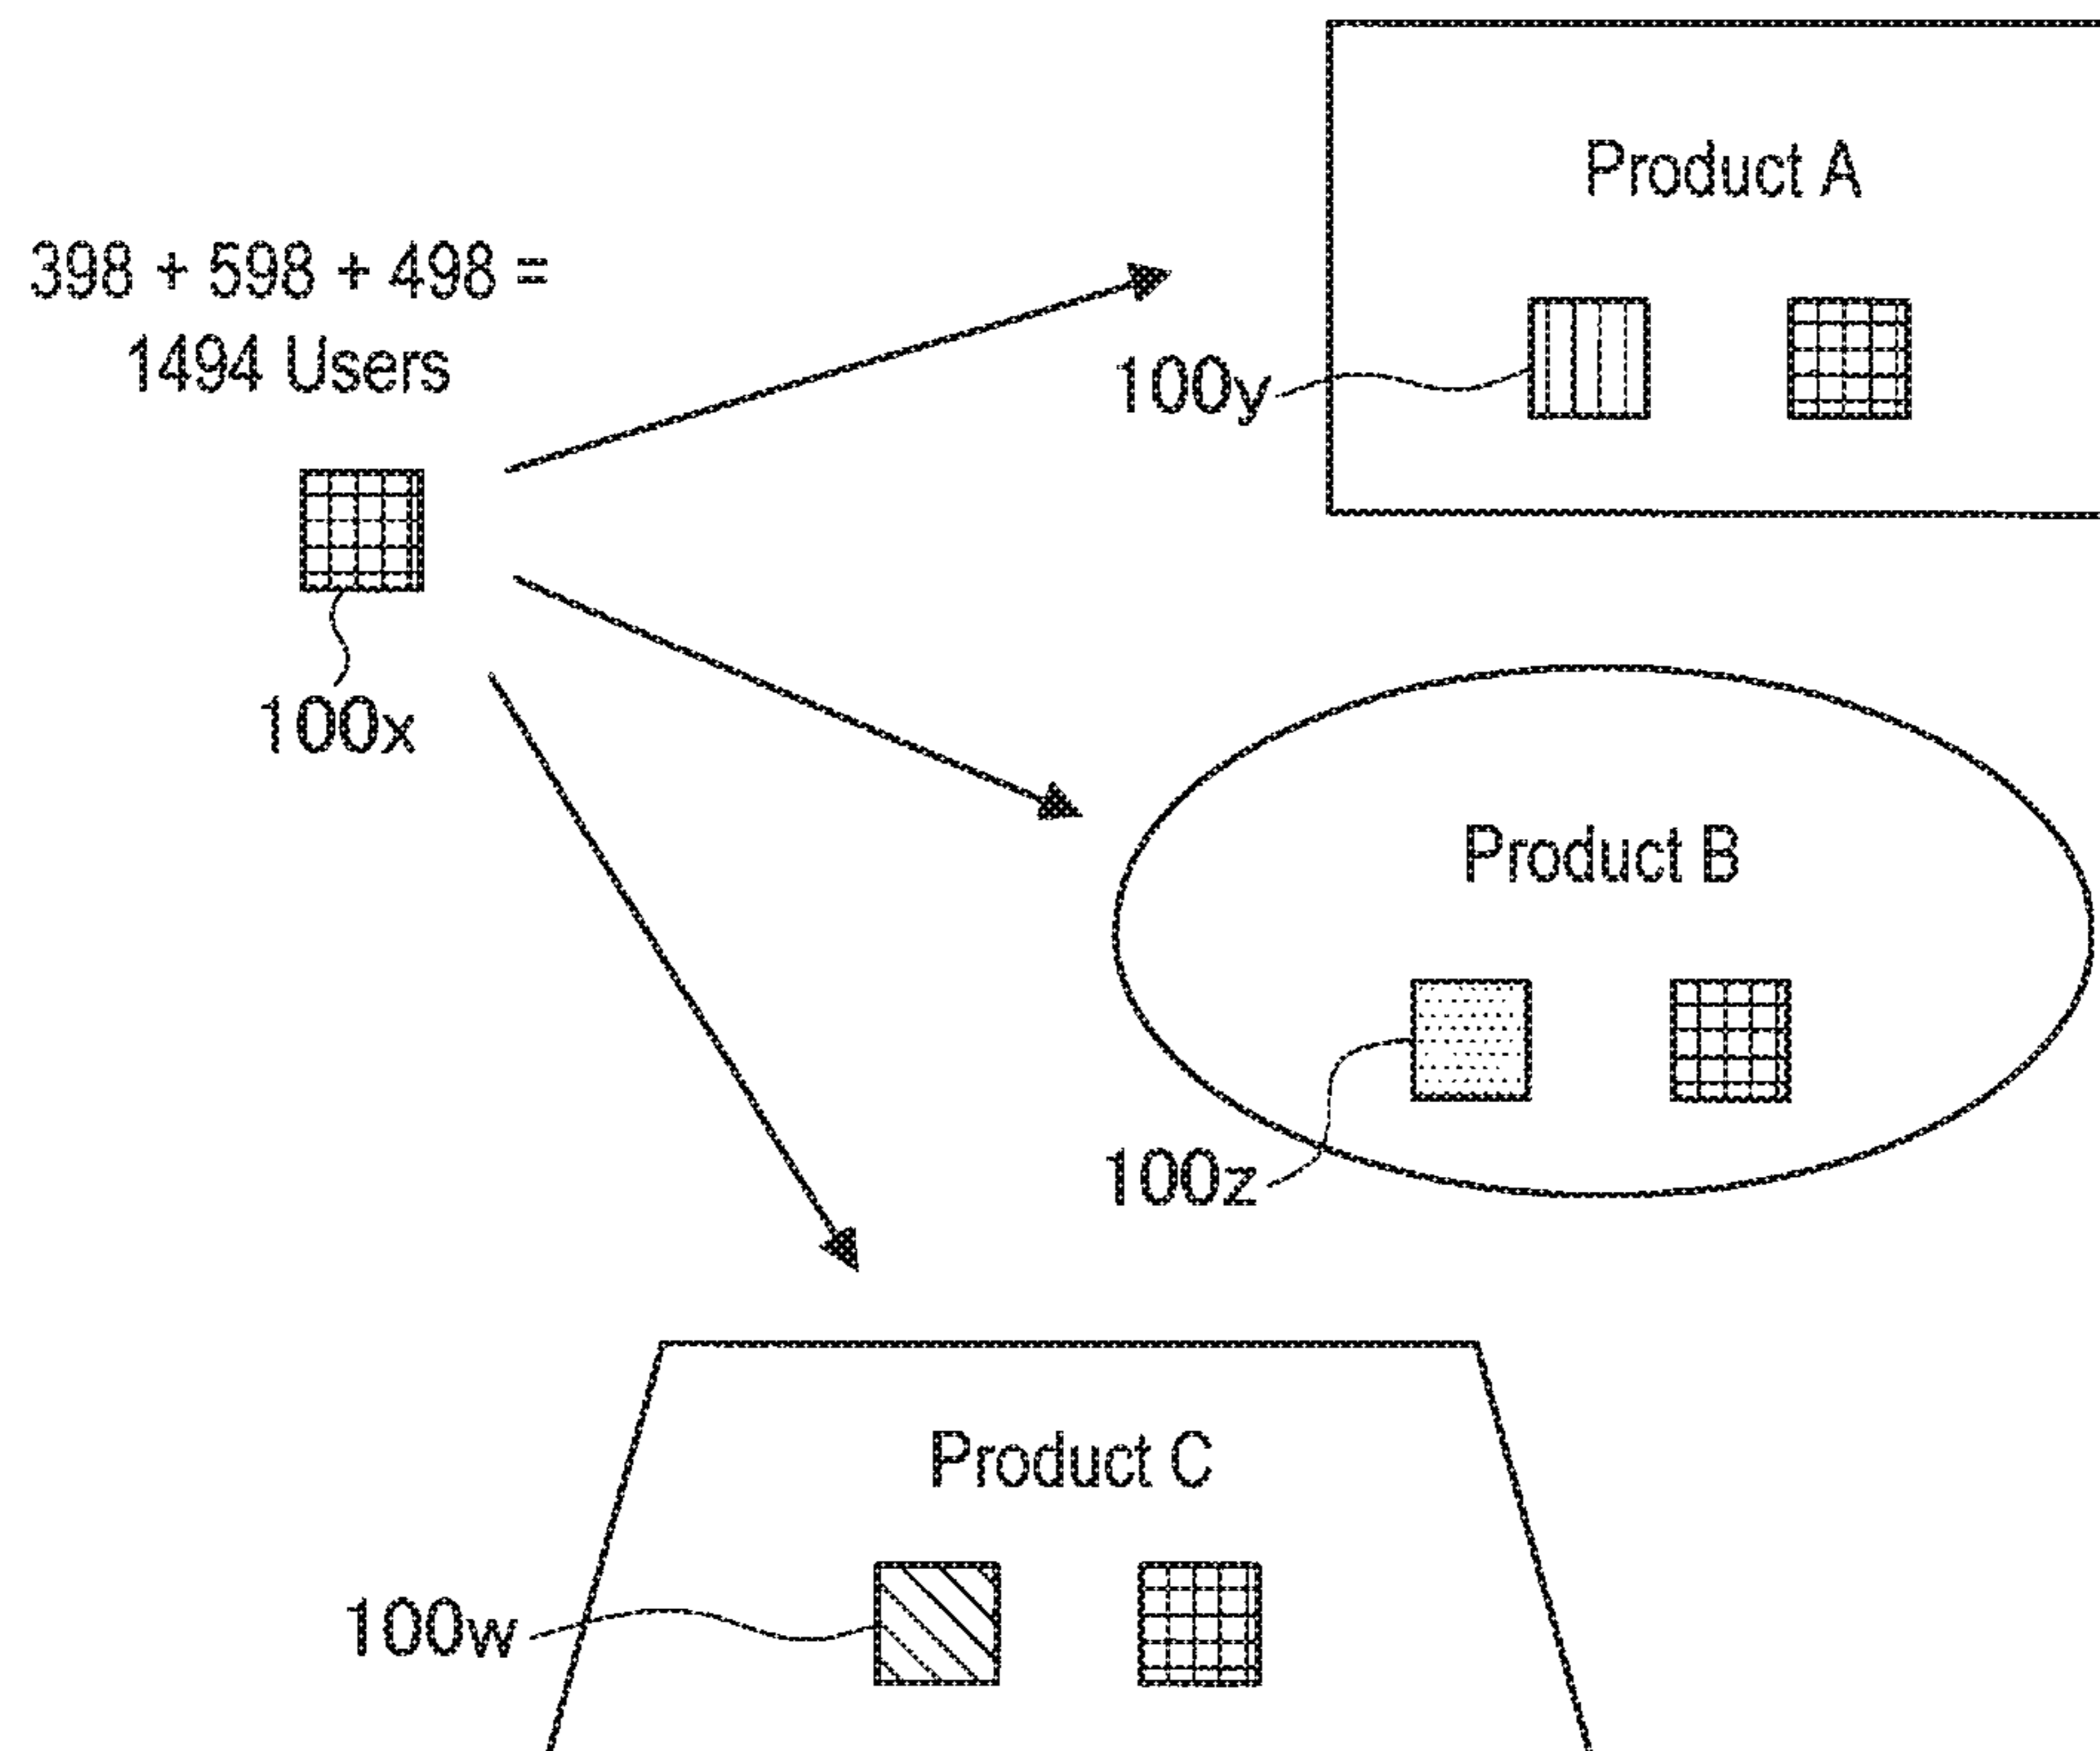 Product A
398 + 598 + 498 =
1494 Users
100y
100x
Product B
100z
Product C
100w